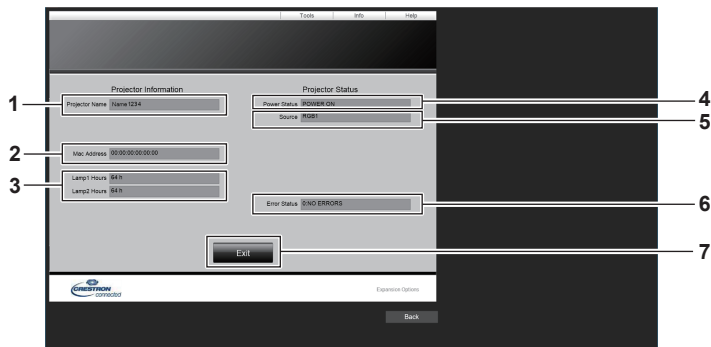 Tools Info Help
Projector Information
Projector Status
1
Projector Name Name1234
Power Status POWER ON
4
Source RGB1
5
2
Mac Address 00:00:00:00:00:00
3
Lamp1 Hours 64 h
Lamp2 Hours 64 h
Error Status 0:NO ERRORS
6
Exit
7
CRESTRON
connected
Expansion Options
Back